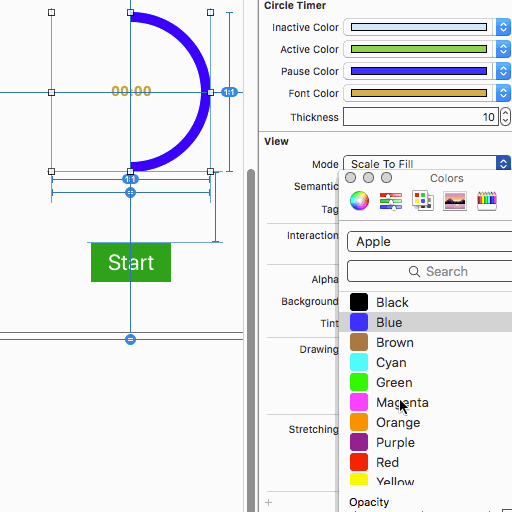 Circle Timer
Inactive Color
Active Color
Pause Color
Font Color
Thickness 10
View
Mode Scale To Fill
Semantic
Tag
Interaction
Alpha
Background
Tint
Drawing
Stretching
00:00
1:1
1:1
Start
Colors
Apple
Search
Black
Blue
Brown
Cyan
Green
Magenta
Orange
Purple
Red
Yellow
Opacity